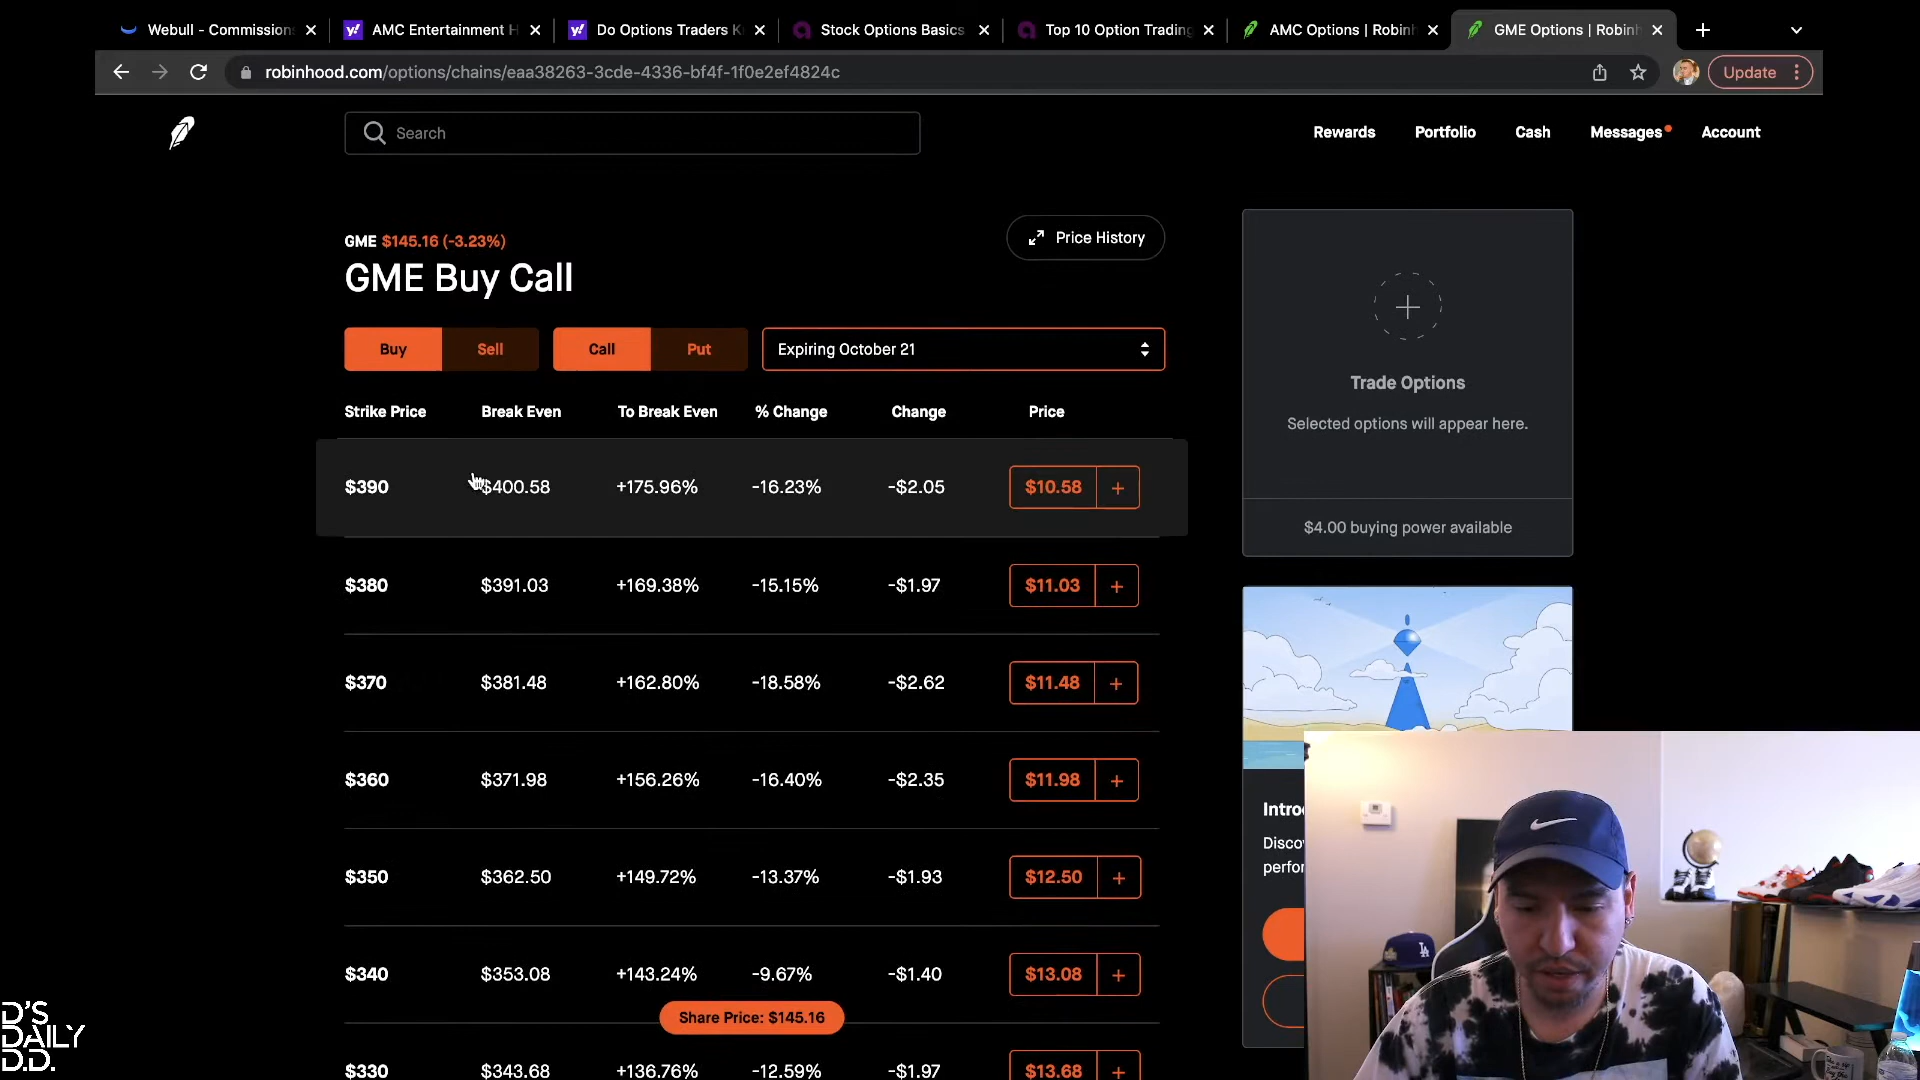 Webull - Commission
AMC Entertainment H
Do Options Traders K
Stock Options Basics
Top 10 Option Trading
AMC Options | Robinh
GME Options | Robinh
robinhood.com/options/chains/eaa38263-3cde-4336-bf4f-1f0e2ef4824c
Update
Search
Rewards Portfolio Cash Messages Account
GME $145.16 (-3.23%)
GME Buy Call
Price History
Buy Sell Call Put Expiring October 21
Strike Price Break Even To Break Even % Change Change Price
$390 $400.58 +175.96% -16.23% -$2.05 $10.58 +
$380 $391.03 +169.38% -15.15% -$1.97 $11.03 +
$370 $381.48 +162.80% -18.58% -$2.62 $11.48 +
$360 $371.98 +156.26% -16.40% -$2.35 $11.98 +
$350 $362.50 +149.72% -13.37% -$1.93 $12.50 +
$340 $353.08 +143.24% -9.67% -$1.40 $13.08 +
Share Price: $145.16
$330 $343.68 +136.76% -12.59% -$1.97 $13.68 +
Trade Options
Selected options will appear here.
$4.00 buying power available
Intro
Disco
perfor
LA
D'S
DAILY
D.D.